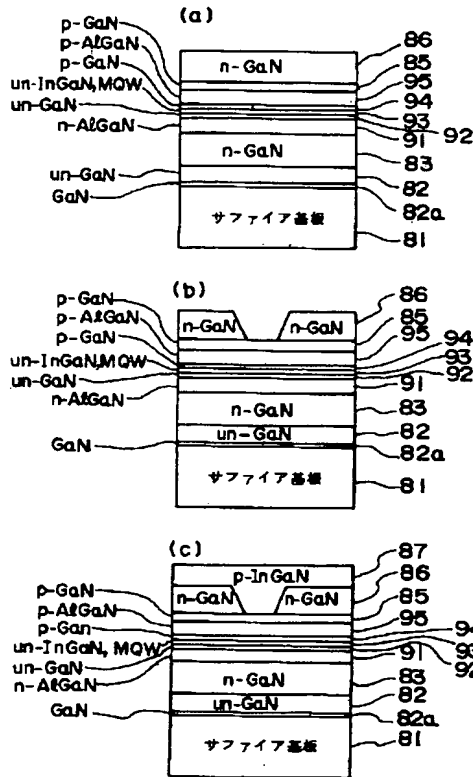 (a)
p-GaN
p-AlGaN
p-GaN
un-InGaN, MQW
un-GaN
n-AlGaN
un-GaN
GaN
n-GaN
n-GaN
サファイア基板
86
85
95
94
93
92
91
83
82
82a
81
(b)
p-GaN
p-AlGaN
p-GaN
un-InGaN, MQW
un-GaN
n-AlGaN
GaN
n-GaN
n-GaN
n-GaN
un-GaN
サファイア基板
86
85
95
94
93
92
91
83
82
82a
81
(c)
p-GaN
p-AlGaN
p-Gan
un-InGaN, MQW
un-GaN
n-AlGaN
GaN
p-InGaN
n-GaN
n-GaN
n-GaN
un-GaN
サファイア基板
87
86
85
95
94
93
92
91
83
82
82a
81